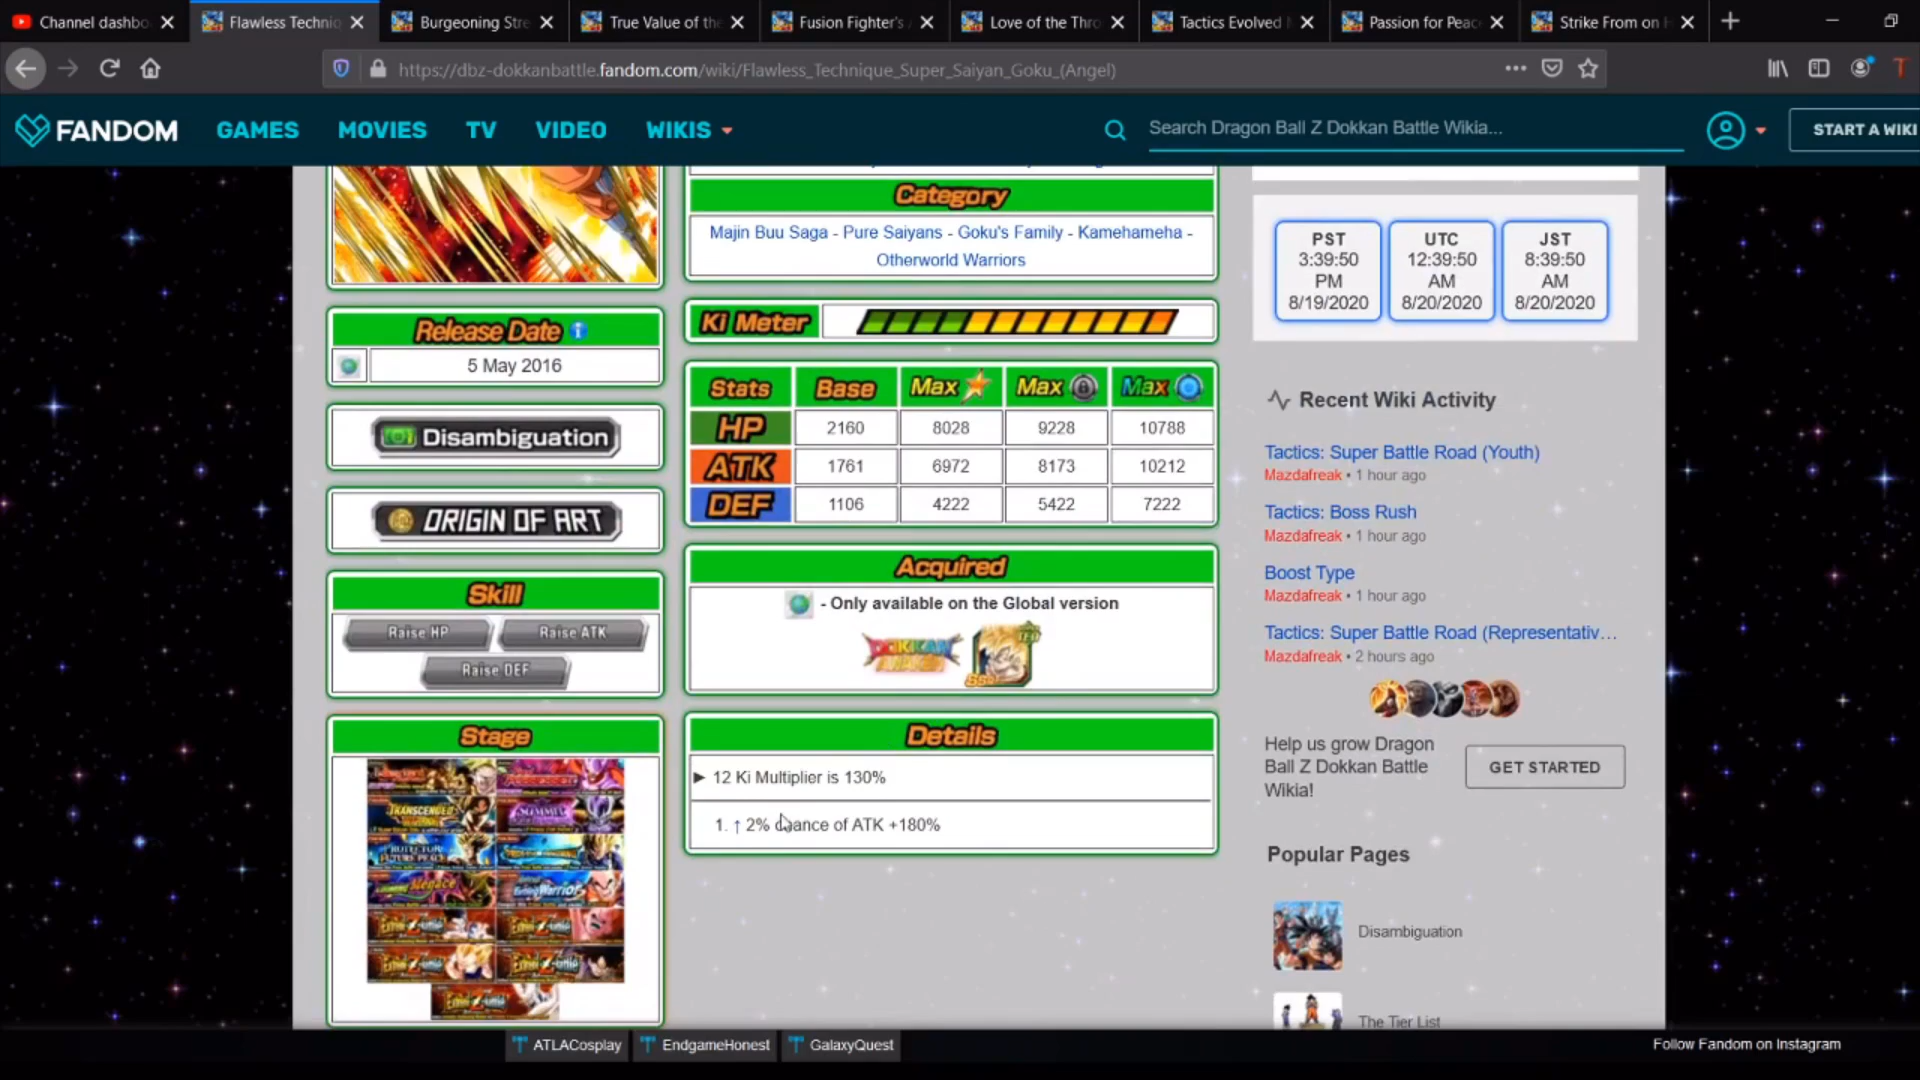 Channel dashbo
Flawless Techniq
Burgeoning Stre
True Value of the
Fusion Fighter's
Love of the Thro
Tactics Evolved
Passion for Peac
Strike From on H
https://dbz-dokkanbattle.fandom.com/wiki/Flawless_Technique_Super_Saiyan_Goku_(Angel)
FANDOM GAMES MOVIES TV VIDEO WIKIS
Search Dragon Ball Z Dokkan Battle Wikia...
START A WIKI
Release Date
5 May 2016
Disambiguation
ORIGIN OF ART
Skill
Raise HP Raise ATK
Raise DEF
Stage
Category
Majin Buu Saga - Pure Saiyans - Goku's Family - Kamehameha -
Otherworld Warriors
Ki Meter
Stats Base Max Max Max
HP 2160 8028 9228 10788
ATK 1761 6972 8173 10212
DEF 1106 4222 5422 7222
Acquired
- Only available on the Global version
DOKKAN
Details
► 12 Ki Multiplier is 130%
1. ↑ 2% chance of ATK +180%
PST
3:39:50
PM
8/19/2020
UTC
12:39:50
AM
8/20/2020
JST
8:39:50
AM
8/20/2020
Recent Wiki Activity
Tactics: Super Battle Road (Youth)
Mazdafreak • 1 hour ago
Tactics: Boss Rush
Mazdafreak • 1 hour ago
Boost Type
Mazdafreak • 1 hour ago
Tactics: Super Battle Road (Representativ...
Mazdafreak • 2 hours ago
Help us grow Dragon
Ball Z Dokkan Battle
Wikia!
GET STARTED
Popular Pages
Disambiguation
The Tier List
ATLACosplay
EndgameHonest
GalaxyQuest
Follow Fandom on Instagram